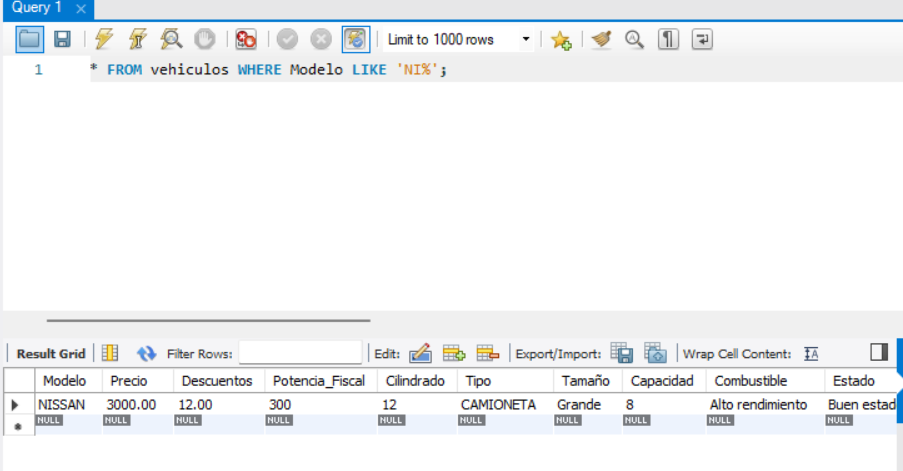 Query 1
Limit to 1000 rows
1 * FROM vehiculos WHERE Modelo LIKE 'NI%';
Result Grid Filter Rows: Edit: Export/Import: Wrap Cell Content: IA
Modelo Precio Descuentos Potencia_Fiscal Cilindrado Tipo Tamaño Capacidad Combustible Estado
NISSAN 3000.00 12.00 300 12 CAMIONETA Grande 8 Alto rendimiento Buen estad
NULL NULL NULL NULL NULL NULL NULL NULL NULL NULL